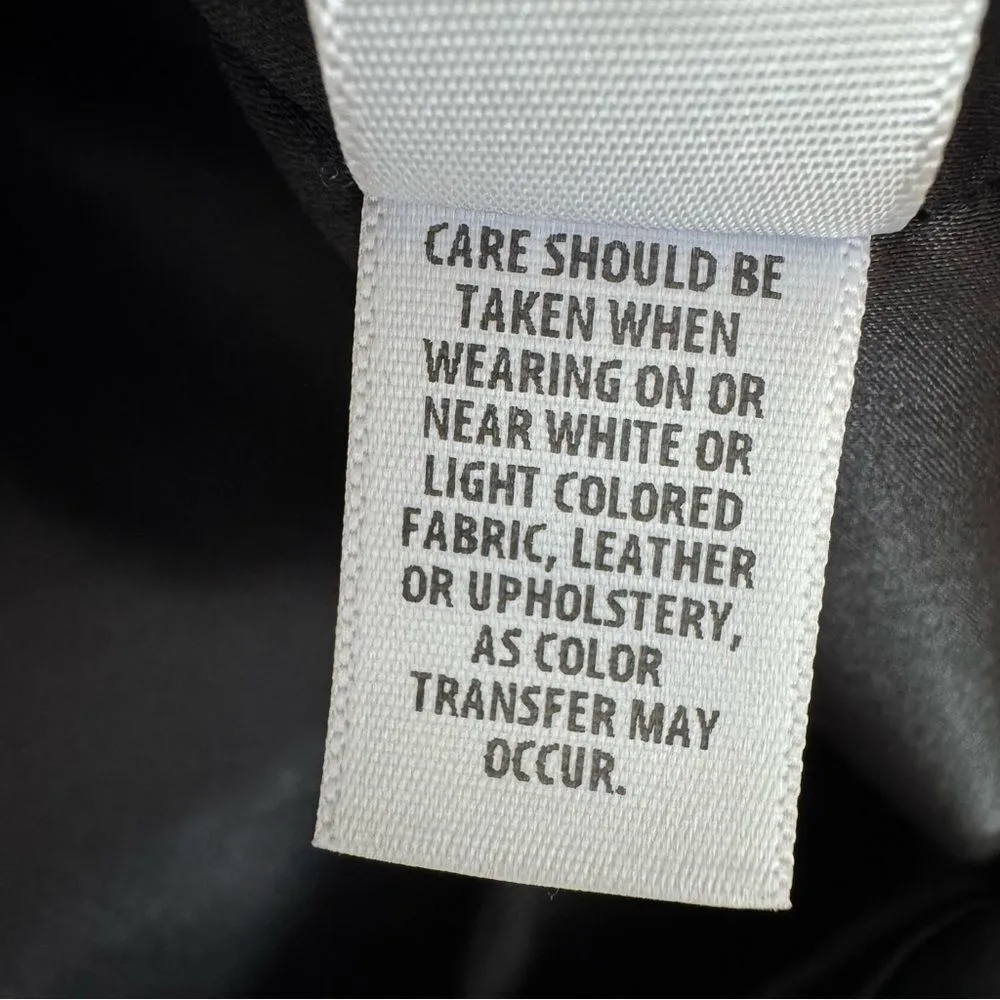 CARE SHOULD BE
TAKEN WHEN
WEARING ON OR
NEAR WHITE OR
LIGHT COLORED
FABRIC, LEATHER
OR UPHOLSTERY,
AS COLOR
TRANSFER MAY
OCCUR.